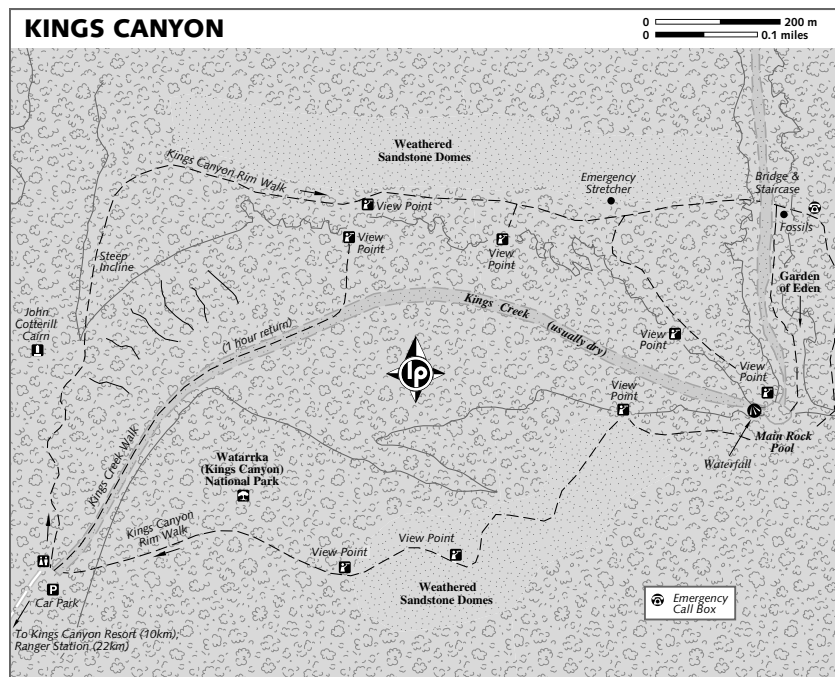 KINGS CANYON
0 200 m
0 0.1 miles
Weathered
Sandstone Domes
Kings Canyon Rim Walk
Emergency
Stretcher
Bridge &
Staircase
View Point
Fossils
View
Point
View
Point
Steep
Incline
Garden
of Eden
John
Cotterill
Cairn
(1 hour return)
Kings Creek
(usually dry)
View
Point
lp
View
Point
View
Point
Kings Creek Walk
Main Rock
Pool
Waterfall
Watarrka
(Kings Canyon)
National Park
Kings Canyon
Rim Walk
View Point
View Point
Weathered
Sandstone Domes
P
Car Park
Emergency
Call Box
To Kings Canyon Resort (10km);
Ranger Station (22km)